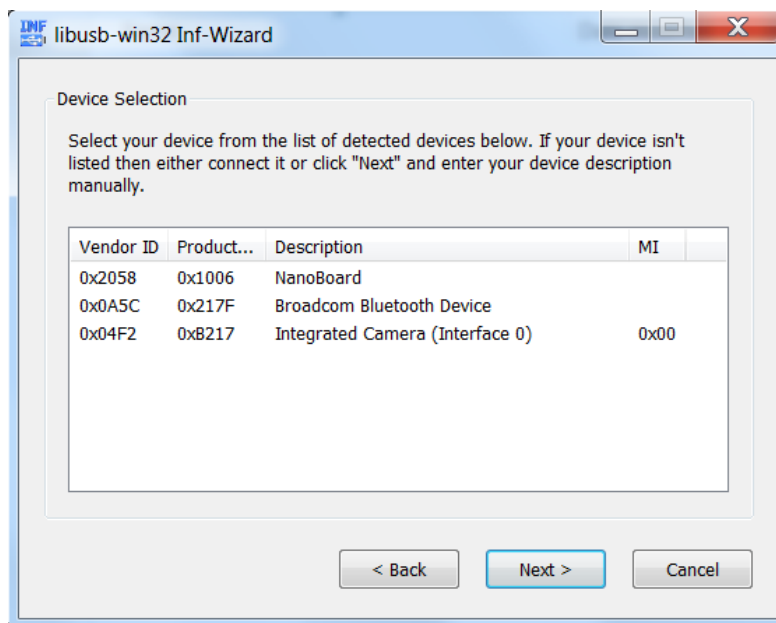 INF
libusb-win32 Inf-Wizard
Device Selection
Select your device from the list of detected devices below. If your device isn't
listed then either connect it or click "Next" and enter your device description
manually.
Vendor ID Product... Description MI
0x2058 0x1006 NanoBoard
0x0A5C 0x217F Broadcom Bluetooth Device
0x04F2 0xB217 Integrated Camera (Interface 0) 0x00
< Back Next > Cancel